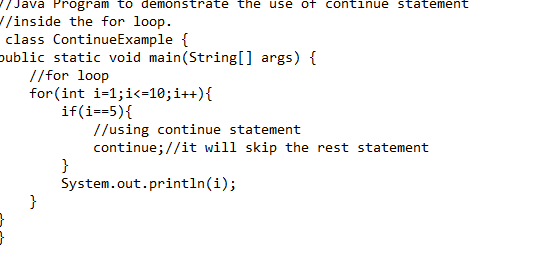 //Java Program to demonstrate the use of continue statement
//inside the for loop.
class ContinueExample {
public static void main(String[] args) {
//for loop
for(int i=1;i<=10;i++){
if(i==5){
//using continue statement
continue;//it will skip the rest statement
}
System.out.println(i);
}
}
}